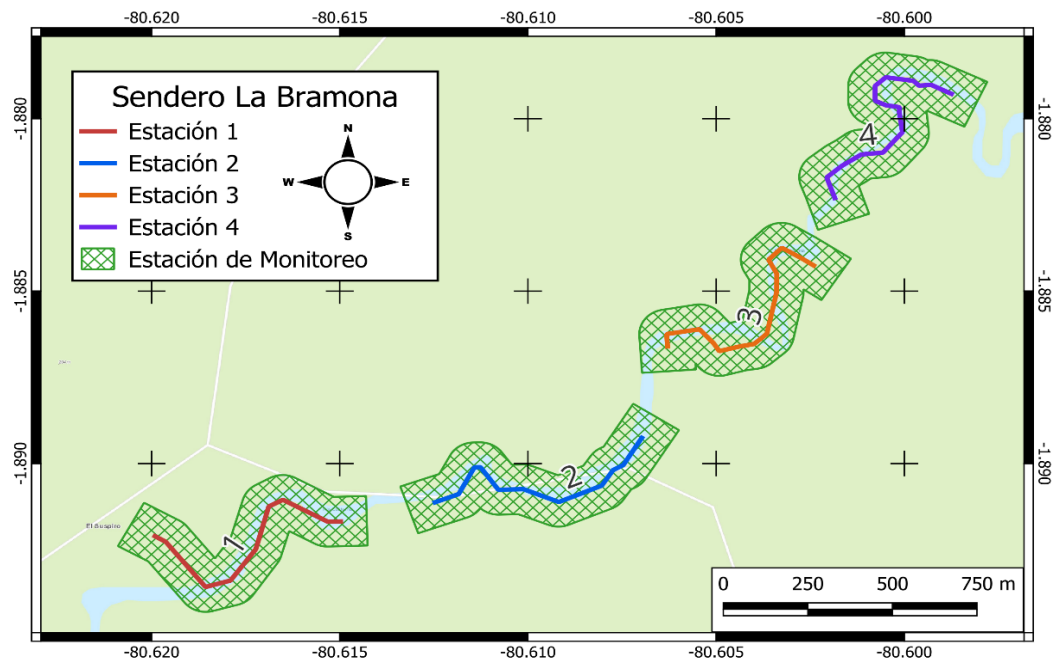 -80.620 -80.615 -80.610 -80.605 -80.600
Sendero La Bramona
Estación 1
Estación 2
Estación 3
Estación 4
Estación de Monitoreo
N
W E
S
-1.880 -1.880
-1.885 -1.885
-1.890 -1.890
4
3
2
1
El Suspiro
0 250 500 750 m
-80.620 -80.615 -80.610 -80.605 -80.600